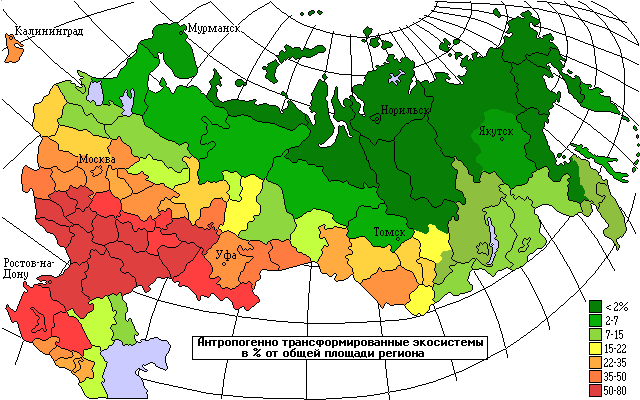 Калининград
Мурманск
Норильск
Якутск
Москва
Томск
Уфа
Ростов-на-
Дону
Антропогенно трансформированные экосистемы
в % от общей площади региона
< 2%
2-7
7-15
15-22
22-35
35-50
50-80